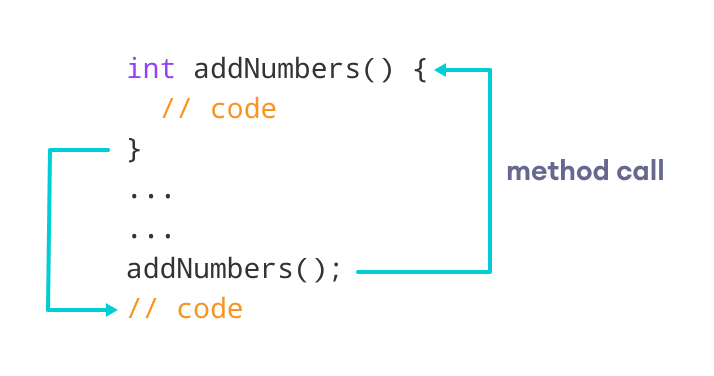 int addNumbers() {
// code
}
...
...
addNumbers();
// code
method call